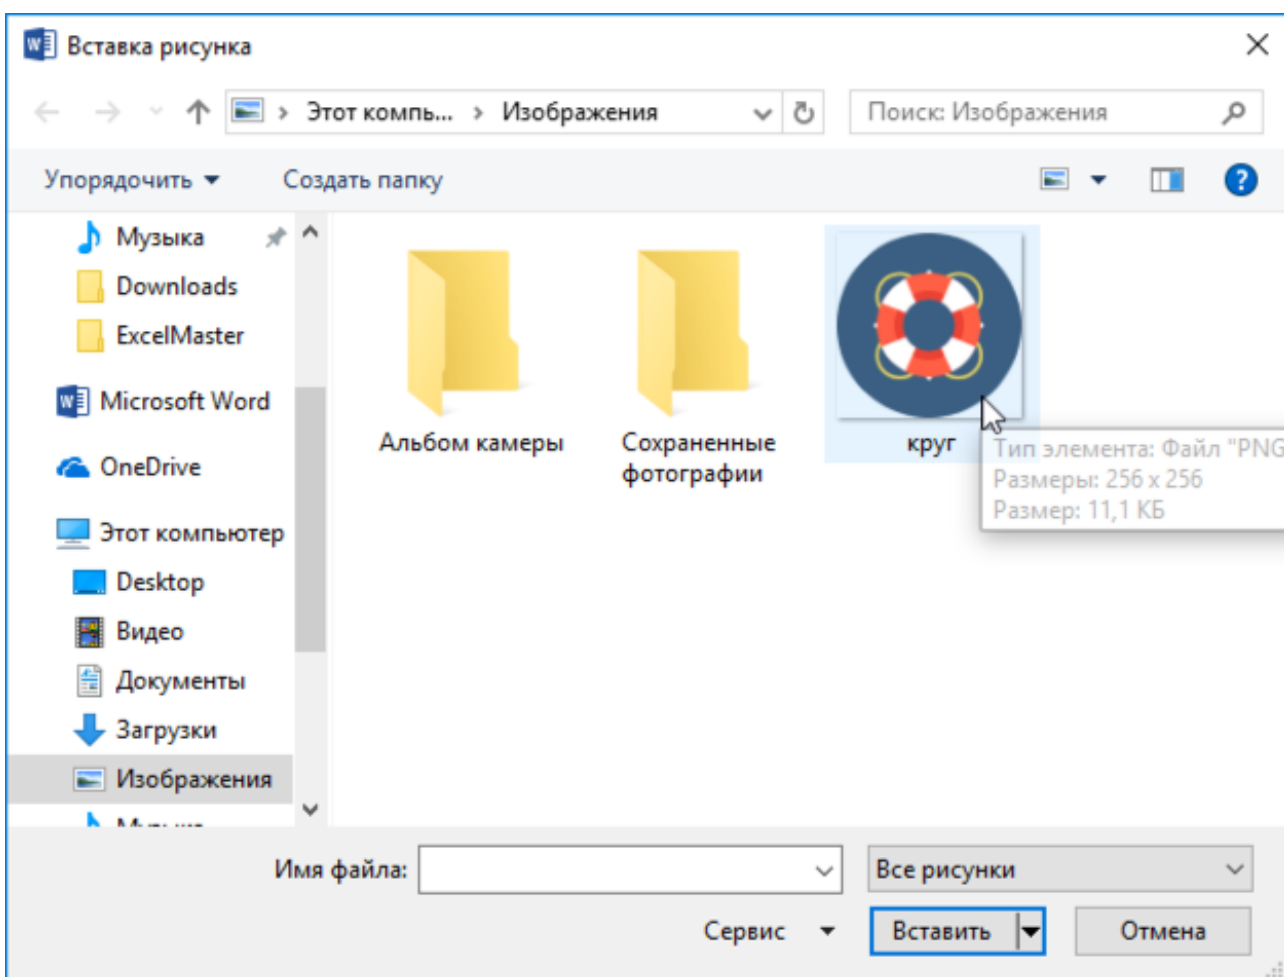 Вставка рисунка
Этот компь... › Изображения
Поиск: Изображения
Упорядочить
Создать папку
Музыка
Downloads
ExcelMaster
Microsoft Word
OneDrive
Этот компьютер
Desktop
Видео
Документы
Загрузки
Изображения
Альбом камеры
Сохраненные
фотографии
круг
Тип элемента: Файл "PNG
Размеры: 256 x 256
Размер: 11,1 КБ
Имя файла:
Все рисунки
Сервис
Вставить
Отмена